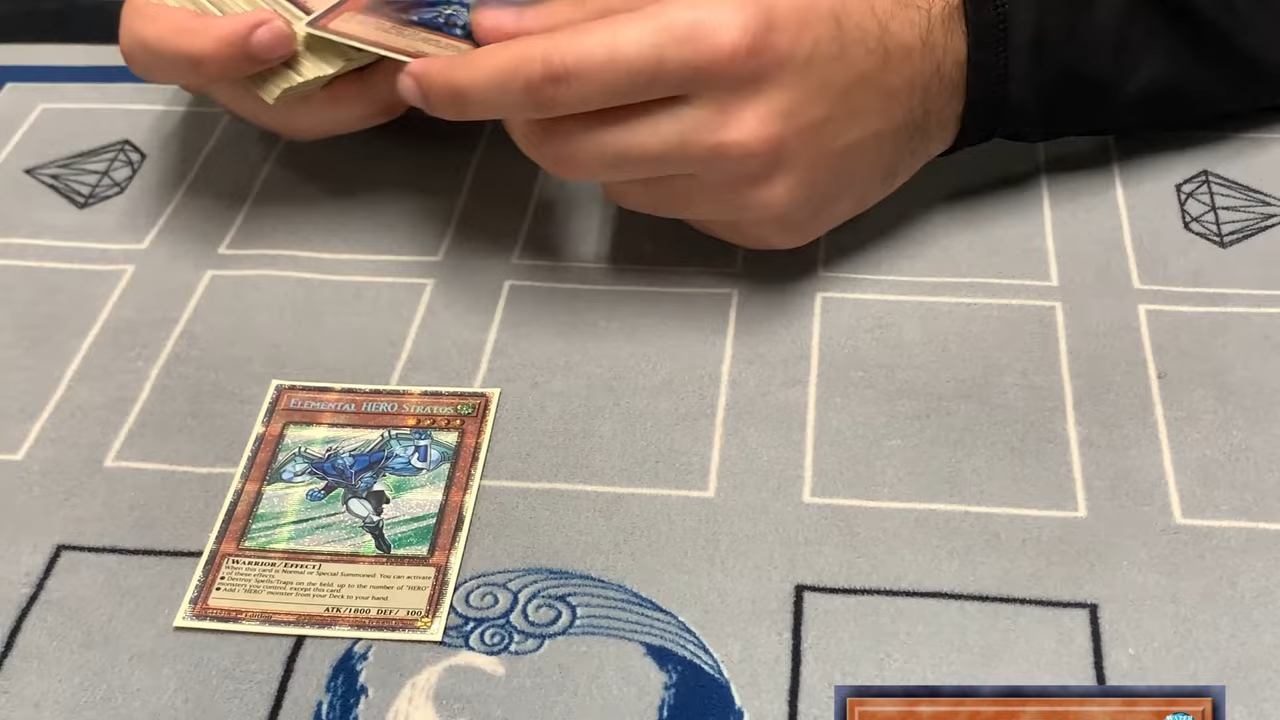 ELEMENTAL HERO STRATOS
[WARRIOR/EFFECT]
When this card is Normal or Special Summoned: You can activate
1 of these effects.
● Destroy Spells/Traps on the field, up to the number of "HERO"
monsters you control, except this card.
● Add 1 "HERO" monster from your Deck to your hand.
ATK/1800 DEF/ 300
WATER